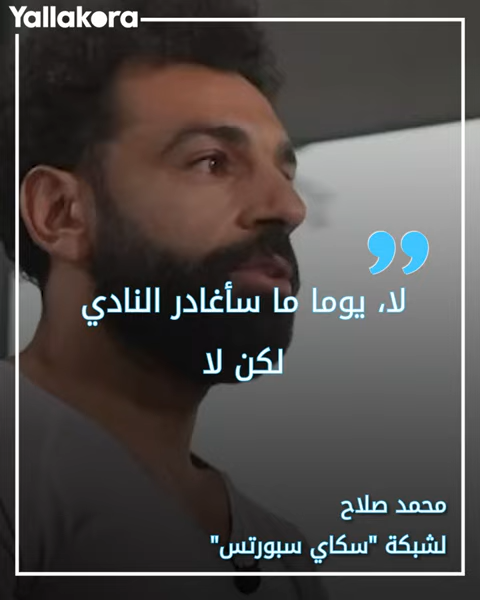 Yallakora
لا، يوما ما سأغادر النادي
لكن لا
محمد صلاح
لشبكة "سكاي سبورتس"